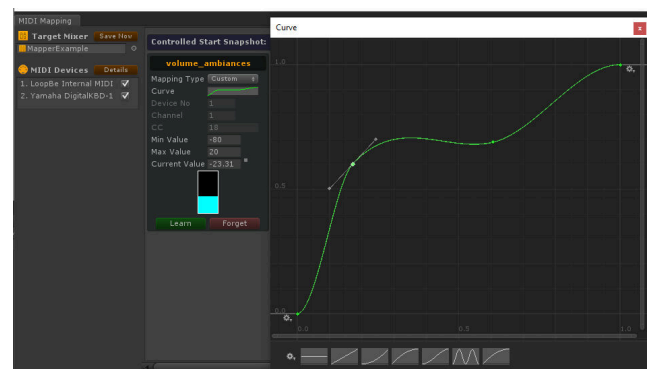 MIDI Mapping
Target Mixer Save Now
MapperExample
MIDI Devices Details
1. LoopBe Internal MIDI
2. Yamaha DigitalKBD-1
Controlled Start Snapshot:
volume_ambiances
Mapping Type Custom
Curve
Device No 1
Channel 1
CC 18
Min Value -80
Max Value 20
Current Value -23.31
Learn Forget
Curve
x
1.0
0.5
0.0
0.0 0.5 1.0